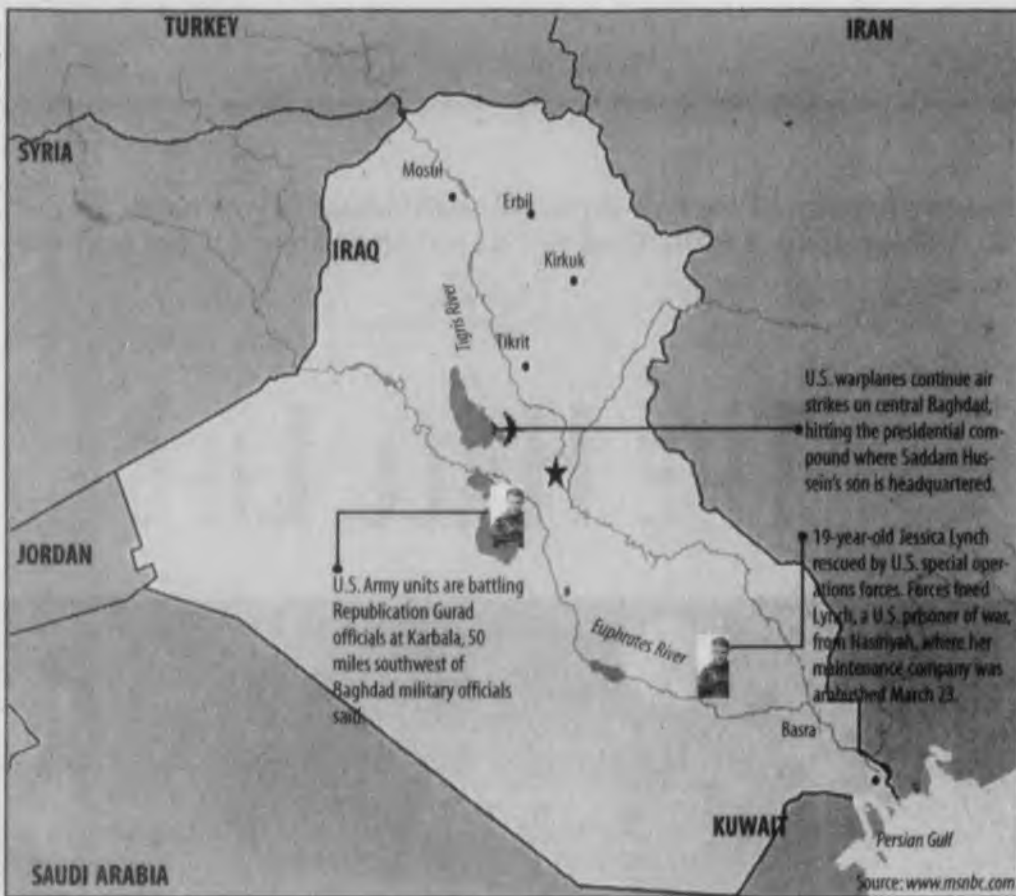 TURKEY
IRAN
SYRIA
Mosul
Erbil
IRAQ
Kirkuk
Tigris River
Tikrit
U.S. warplanes continue air
strikes on central Baghdad,
hitting the presidential com-
pound where Saddam Hus-
sein's son is headquartered.
JORDAN
U.S. Army units are battling
Republication Gurad
officials at Karbala, 50
miles southwest of
Baghdad military officials
said.
19-year-old Jessica Lynch
rescued by U.S. special oper-
ations forces. Forces freed
Lynch, a U.S. prisoner of war,
from Nasiriyah, where her
maintenance company was
ambushed March 23.
Euphrates River
Basra
KUWAIT
Persian Gulf
SAUDI ARABIA
Source: www.msnbc.com